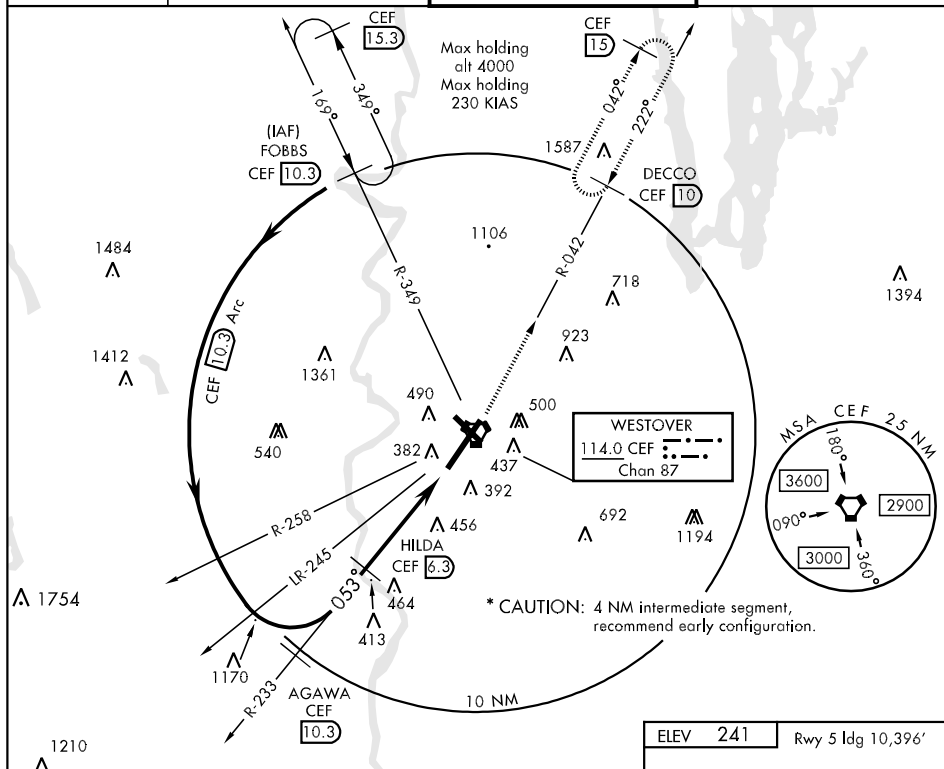 CEF
15.3
Max holding
alt 4000
Max holding
230 KIAS
CEF
15
349°
169°
042°
222°
(IAF)
FOBBS
CEF 10.3
1587
DECCO
CEF 10
1106
R-042
R-349
1484
718
1394
CEF 10.3 Arc
923
1412
1361
490
500
540
382
437
WESTOVER
114.0 CEF
Chan 87
MSA CEF 25 NM
180°
3600
2900
090°
3000
360°
392
R-258
456
692
1194
LR-245
HILDA
CEF 6.3
053°
464
1754
413
* CAUTION: 4 NM intermediate segment,
recommend early configuration.
1170
R-233
AGAWA
CEF
10.3
10 NM
1210
ELEV 241
Rwy 5 ldg 10,396'